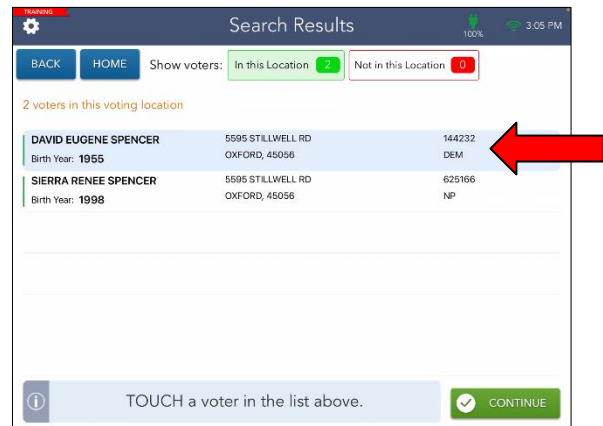 TRAINING
Search Results
100%
3:05 PM
BACK
HOME
Show voters:
In this Location 2
Not in this Location 0
2 voters in this voting location
DAVID EUGENE SPENCER 5595 STILLWELL RD 144232
Birth Year: 1955 OXFORD, 45056 DEM
SIERRA RENEE SPENCER 5595 STILLWELL RD 625166
Birth Year: 1998 OXFORD, 45056 NP
TOUCH a voter in the list above.
CONTINUE